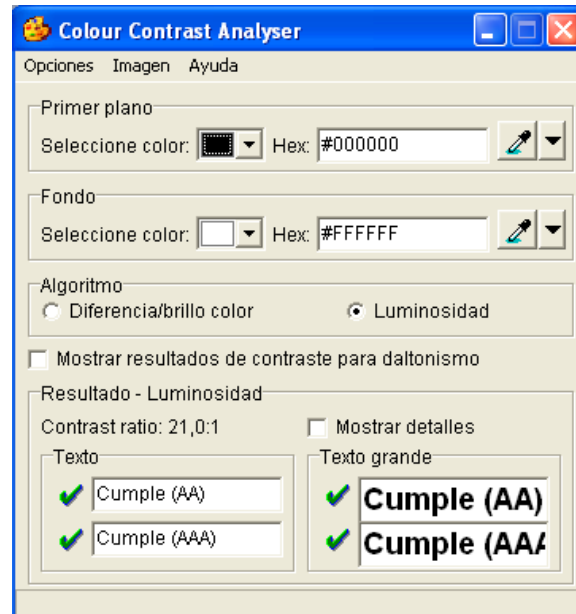 Colour Contrast Analyser
Opciones Imagen Ayuda
Primer plano
Seleccione color: Hex: #000000
Fondo
Seleccione color: Hex: #FFFFFF
Algoritmo
Diferencia/brillo color Luminosidad
Mostrar resultados de contraste para daltonismo
Resultado - Luminosidad
Contrast ratio: 21,0:1 Mostrar detalles
Texto Texto grande
Cumple (AA) Cumple (AA)
Cumple (AAA) Cumple (AAA